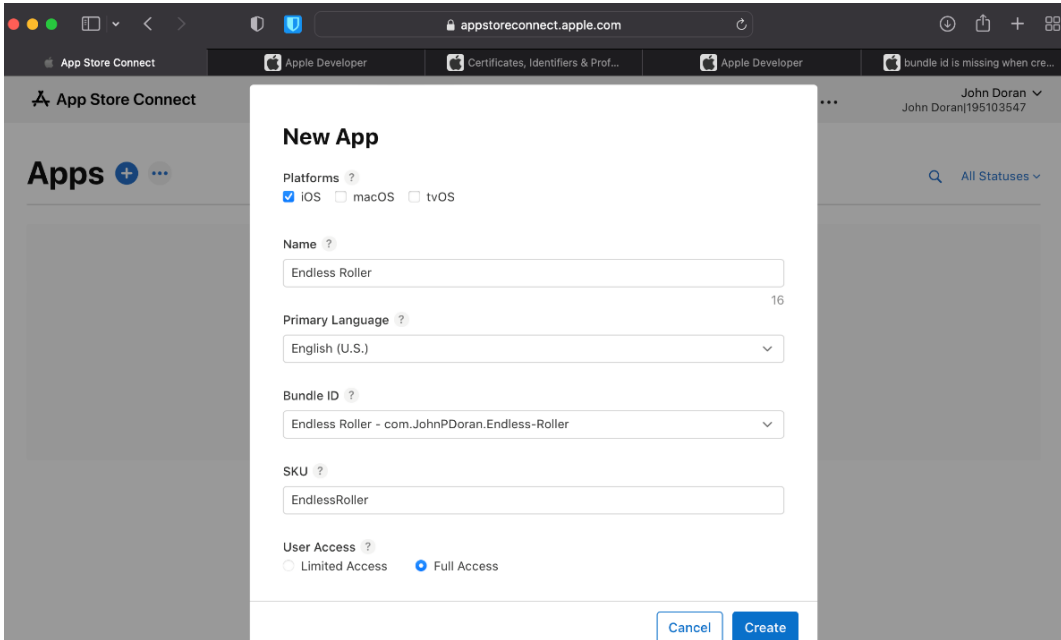 appstoreconnect.apple.com
App Store Connect
Apple Developer
Certificates, Identifiers & Prof...
Apple Developer
bundle id is missing when cre...
App Store Connect
...
John Doran
John Doran|195103547
Apps
All Statuses
New App
Platforms ?
iOS macOS tvOS
Name ?
Endless Roller
16
Primary Language ?
English (U.S.)
Bundle ID ?
Endless Roller - com.JohnPDoran.Endless-Roller
SKU ?
EndlessRoller
User Access ?
Limited Access Full Access
Cancel Create